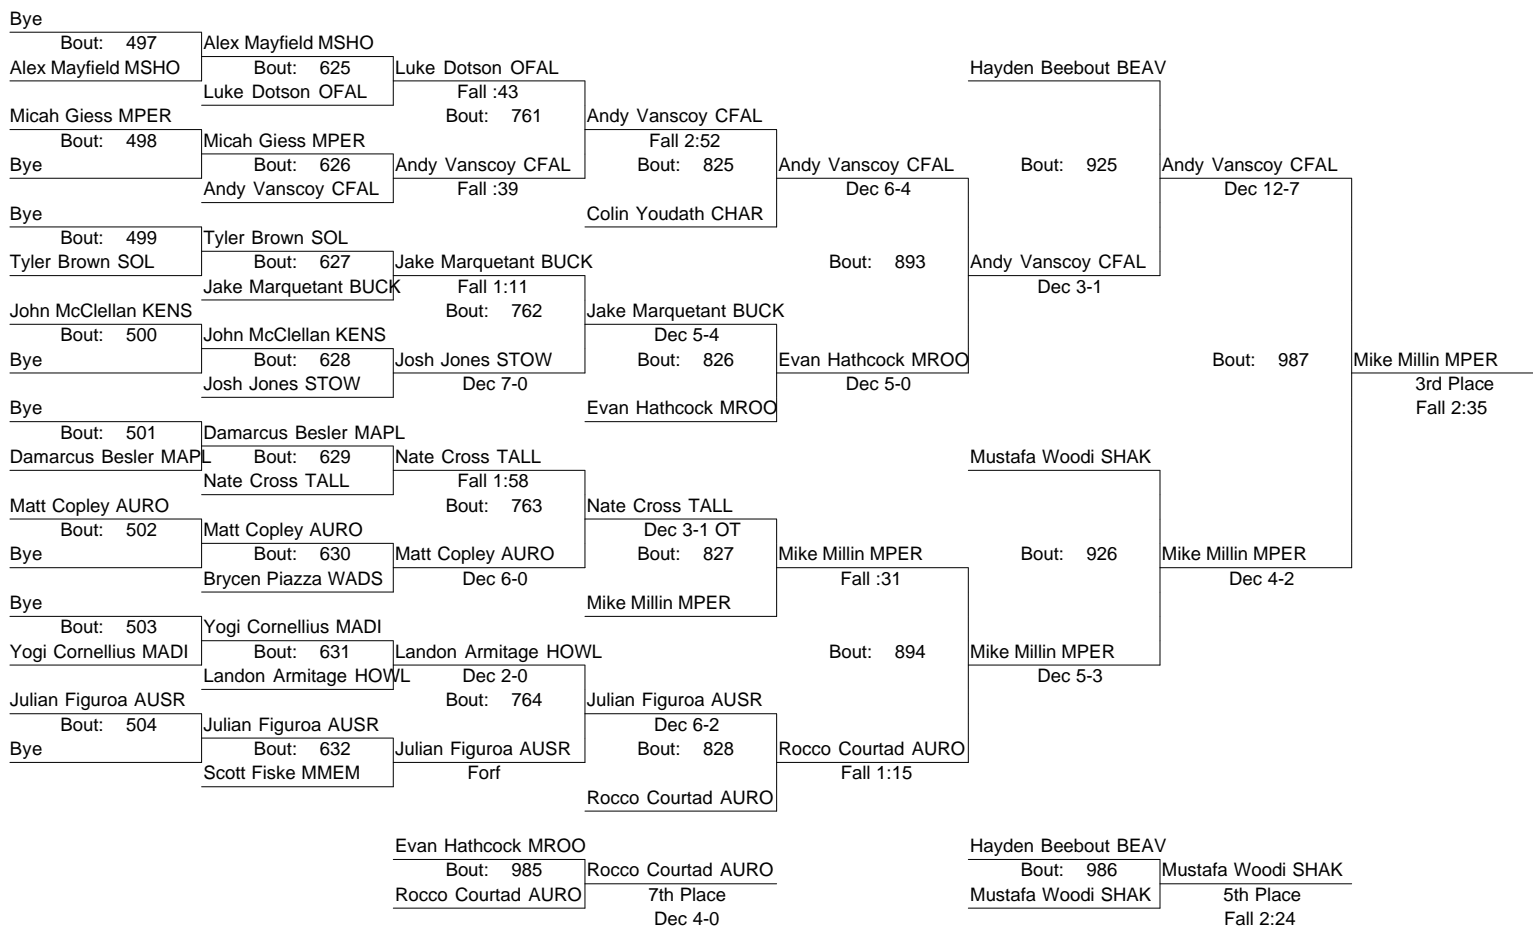 Bye
Bout: 497
Alex Mayfield MSHO
Micah Giess MPER
Bout: 498
Bye
Bye
Bout: 499
Tyler Brown SOL
John McClellan KENS
Bout: 500
Bye
Bye
Bout: 501
Damarcus Besler MAPL
Matt Copley AURO
Bout: 502
Bye
Bye
Bout: 503
Yogi Cornellius MADI
Julian Figuroa AUSR
Bout: 504
Bye
Alex Mayfield MSHO
Bout: 625
Luke Dotson OFAL
Micah Giess MPER
Bout: 626
Andy Vanscoy CFAL
Tyler Brown SOL
Bout: 627
Jake Marquetant BUCK
John McClellan KENS
Bout: 628
Josh Jones STOW
Damarcus Besler MAPL
Bout: 629
Nate Cross TALL
Matt Copley AURO
Bout: 630
Brycen Piazza WADS
Yogi Cornellius MADI
Bout: 631
Landon Armitage HOWL
Julian Figuroa AUSR
Bout: 632
Scott Fiske MMEM
Luke Dotson OFAL
Fall :43
Bout: 761
Andy Vanscoy CFAL
Fall :39
Jake Marquetant BUCK
Fall 1:11
Bout: 762
Josh Jones STOW
Dec 7-0
Nate Cross TALL
Fall 1:58
Bout: 763
Matt Copley AURO
Dec 6-0
Landon Armitage HOWL
Dec 2-0
Bout: 764
Julian Figuroa AUSR
Forf
Andy Vanscoy CFAL
Fall 2:52
Bout: 825
Colin Youdath CHAR
Jake Marquetant BUCK
Dec 5-4
Bout: 826
Evan Hathcock MROO
Nate Cross TALL
Dec 3-1 OT
Bout: 827
Mike Millin MPER
Julian Figuroa AUSR
Dec 6-2
Bout: 828
Rocco Courtad AURO
Andy Vanscoy CFAL
Dec 6-4
Bout: 893
Evan Hathcock MROO
Dec 5-0
Mike Millin MPER
Fall :31
Bout: 894
Rocco Courtad AURO
Fall 1:15
Hayden Beebout BEAV
Bout: 925
Andy Vanscoy CFAL
Dec 3-1
Mustafa Woodi SHAK
Bout: 926
Mike Millin MPER
Dec 5-3
Andy Vanscoy CFAL
Dec 12-7
Bout: 987
Mike Millin MPER
Dec 4-2
Mike Millin MPER
3rd Place
Fall 2:35
Evan Hathcock MROO
Bout: 985
Rocco Courtad AURO
Rocco Courtad AURO
7th Place
Dec 4-0
Hayden Beebout BEAV
Bout: 986
Mustafa Woodi SHAK
Mustafa Woodi SHAK
5th Place
Fall 2:24